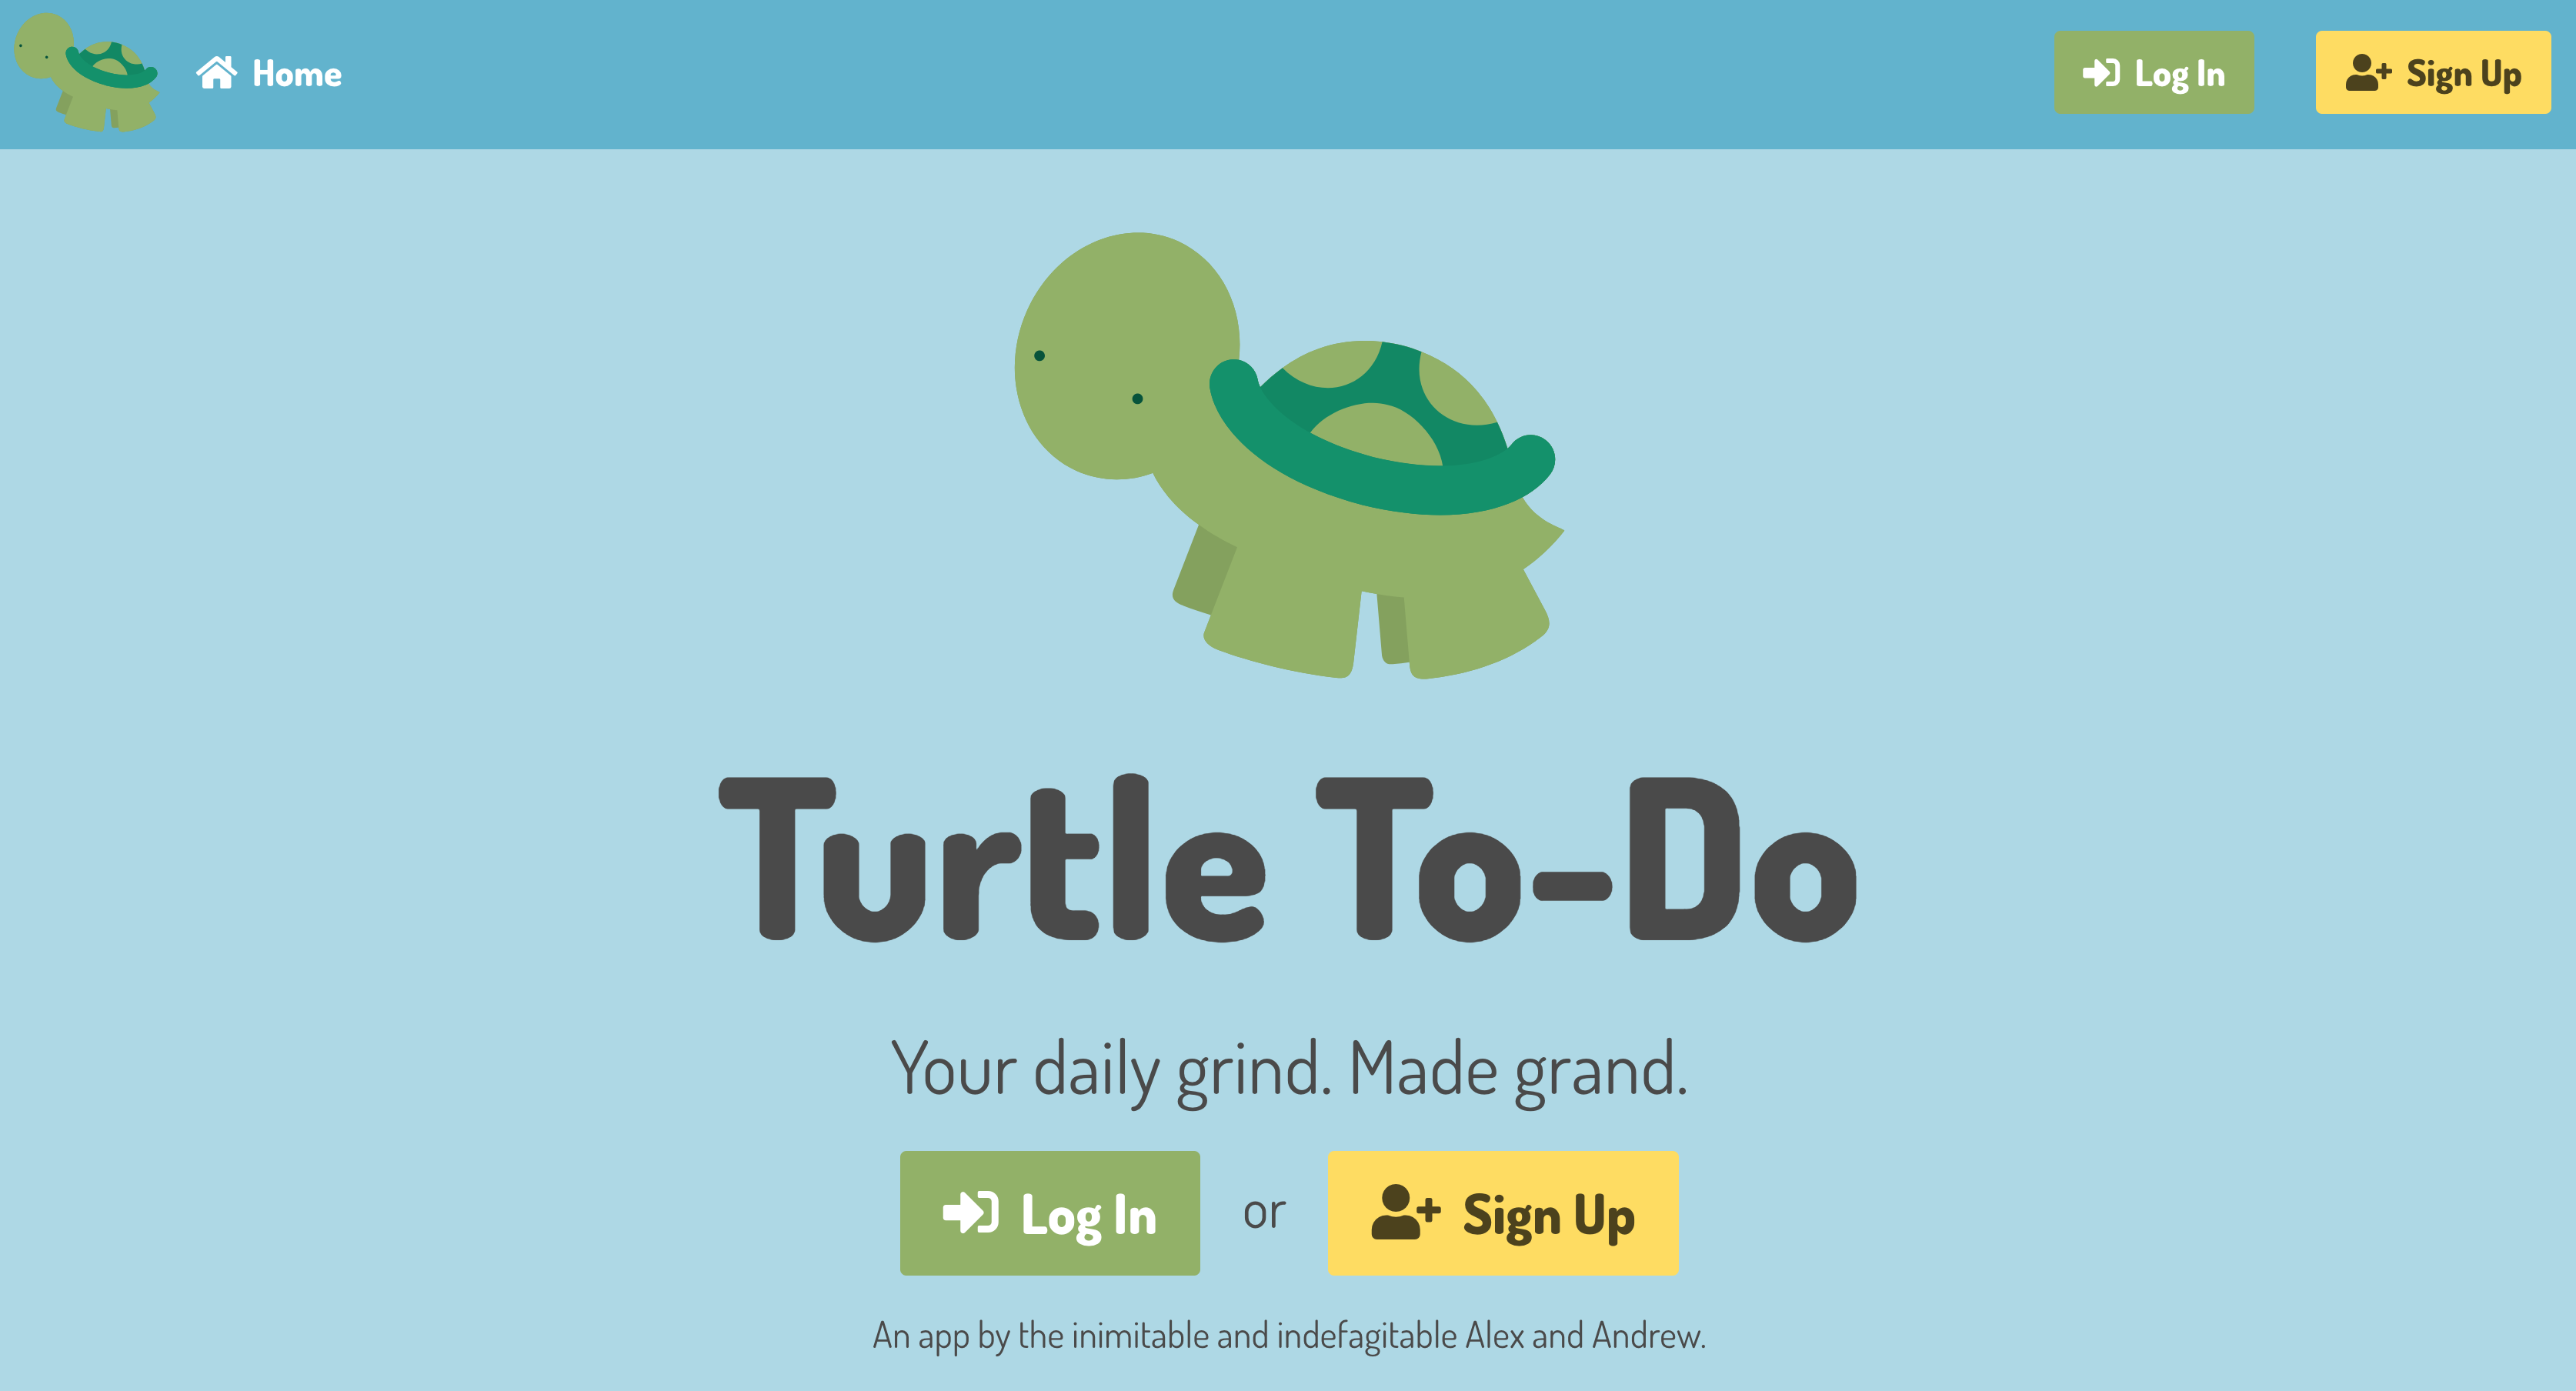 Home
Log In
Sign Up
Turtle To-Do
Your daily grind. Made grand.
Log In or Sign Up
An app by the inimitable and indefagitable Alex and Andrew.